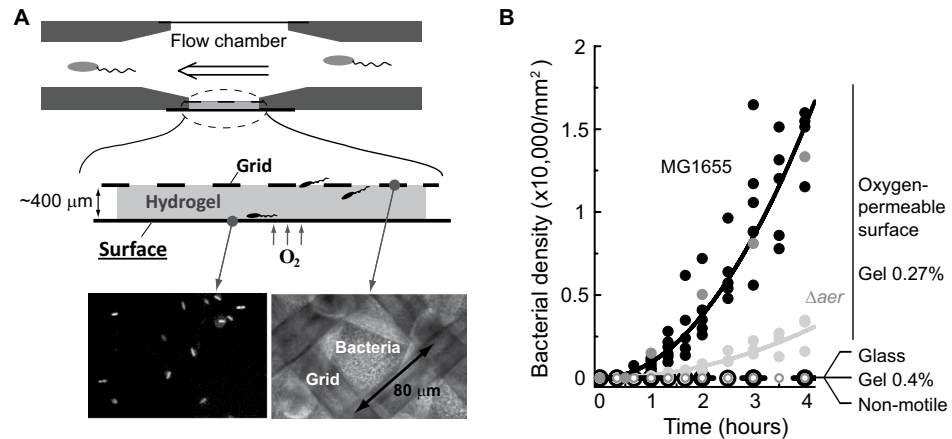 A
Flow chamber
Grid
~400 μm
Hydrogel
Surface
O2
Bacteria
Grid
80 μm
B
Bacterial density (x10,000/mm²)
2
1.5
1
0.5
0
0 1 2 3 4
Time (hours)
MG1655
Δaer
Oxygen-
permeable
surface
Gel 0.27%
Glass
Gel 0.4%
Non-motile